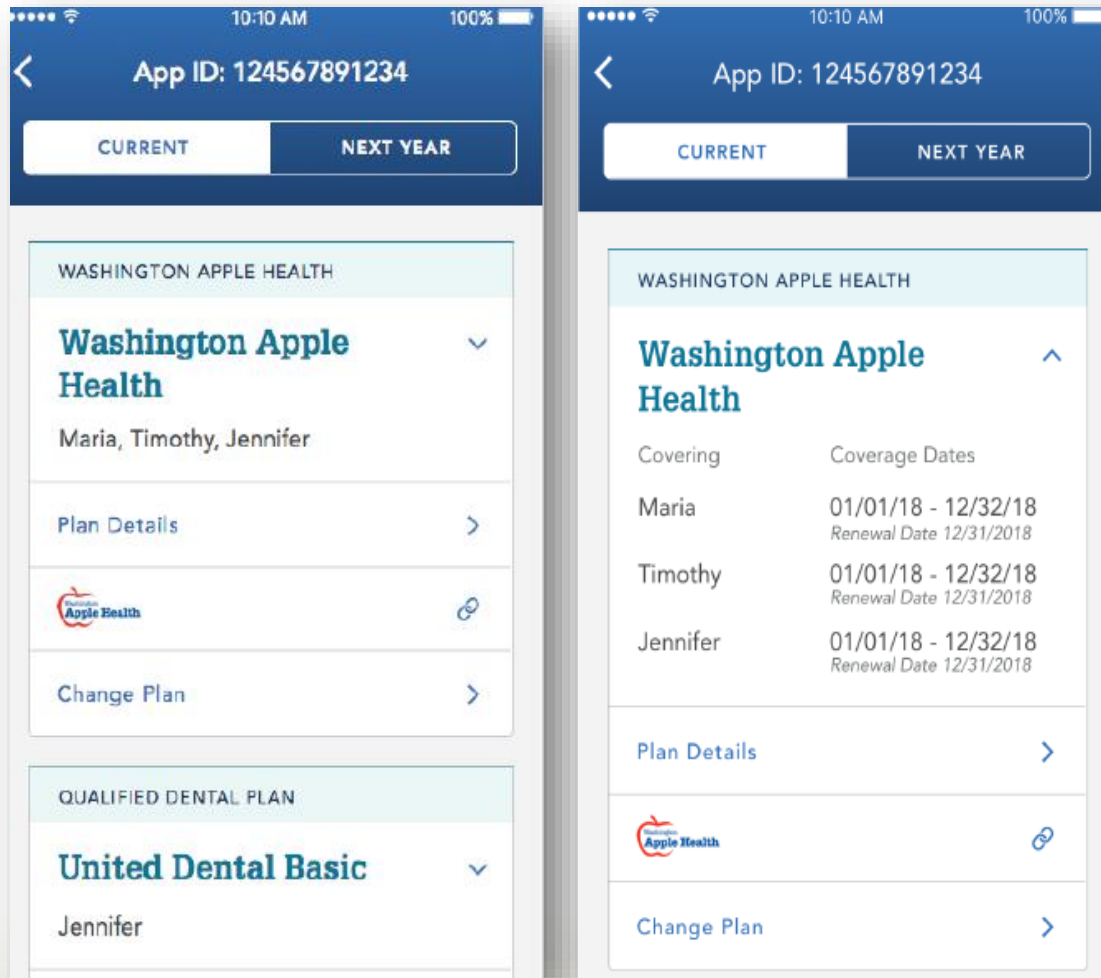 10:10 AM
100%
App ID: 124567891234
CURRENT
NEXT YEAR
WASHINGTON APPLE HEALTH
Washington Apple
Health
Maria, Timothy, Jennifer
Plan Details
Washington
Apple Health
Change Plan
QUALIFIED DENTAL PLAN
United Dental Basic
Jennifer
10:10 AM
100%
App ID: 124567891234
CURRENT
NEXT YEAR
WASHINGTON APPLE HEALTH
Washington Apple
Health
Covering
Coverage Dates
Maria
01/01/18 - 12/32/18
Renewal Date 12/31/2018
Timothy
01/01/18 - 12/32/18
Renewal Date 12/31/2018
Jennifer
01/01/18 - 12/32/18
Renewal Date 12/31/2018
Plan Details
Washington
Apple Health
Change Plan